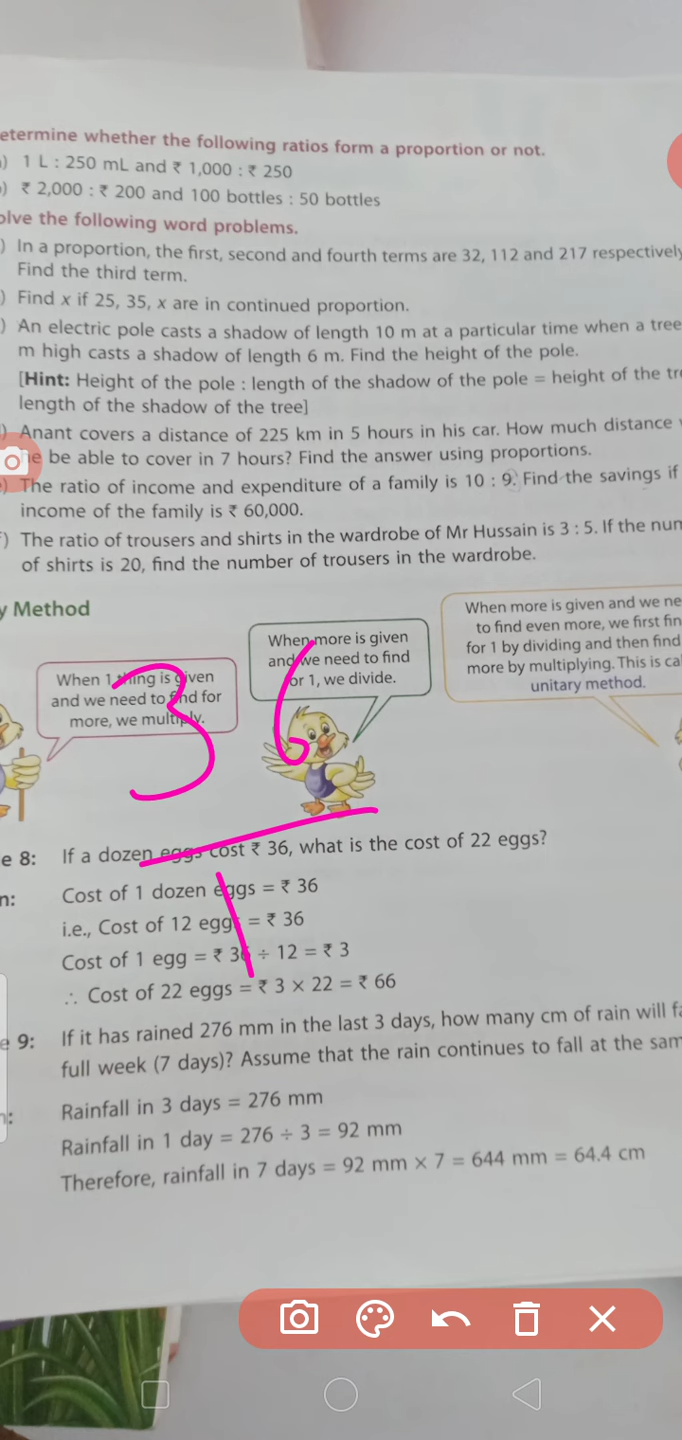 etermine whether the following ratios form a proportion or not.
) 1 L : 250 mL and ₹ 1,000 : ₹ 250
) ₹ 2,000 : ₹ 200 and 100 bottles : 50 bottles
olve the following word problems.
) In a proportion, the first, second and fourth terms are 32, 112 and 217 respectively
Find the third term.
) Find x if 25, 35, x are in continued proportion.
) An electric pole casts a shadow of length 10 m at a particular time when a tree
m high casts a shadow of length 6 m. Find the height of the pole.
[Hint: Height of the pole : length of the shadow of the pole = height of the tre
length of the shadow of the tree]
) Anant covers a distance of 225 km in 5 hours in his car. How much distance
he be able to cover in 7 hours? Find the answer using proportions.
) The ratio of income and expenditure of a family is 10 : 9. Find the savings if
income of the family is ₹ 60,000.
) The ratio of trousers and shirts in the wardrobe of Mr Hussain is 3 : 5. If the num
of shirts is 20, find the number of trousers in the wardrobe.
y Method
When 1 thing is given
and we need to find for
more, we multiply.
When more is given
and we need to find
for 1, we divide.
When more is given and we ne
to find even more, we first fin
for 1 by dividing and then find
more by multiplying. This is ca
unitary method.
36
1
e 8: If a dozen eggs cost ₹ 36, what is the cost of 22 eggs?
n: Cost of 1 dozen eggs = ₹ 36
i.e., Cost of 12 eggs = ₹ 36
Cost of 1 egg = ₹ 36 ÷ 12 = ₹ 3
∴ Cost of 22 eggs = ₹ 3 × 22 = ₹ 66
e 9: If it has rained 276 mm in the last 3 days, how many cm of rain will fa
full week (7 days)? Assume that the rain continues to fall at the sam
n: Rainfall in 3 days = 276 mm
Rainfall in 1 day = 276 ÷ 3 = 92 mm
Therefore, rainfall in 7 days = 92 mm × 7 = 644 mm = 64.4 cm